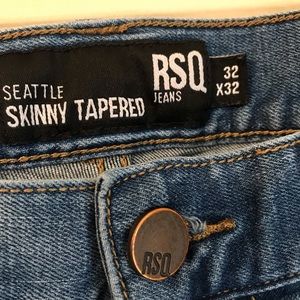 SEATTLE
SKINNY TAPERED
RSQ
JEANS
32
X32
RSQ